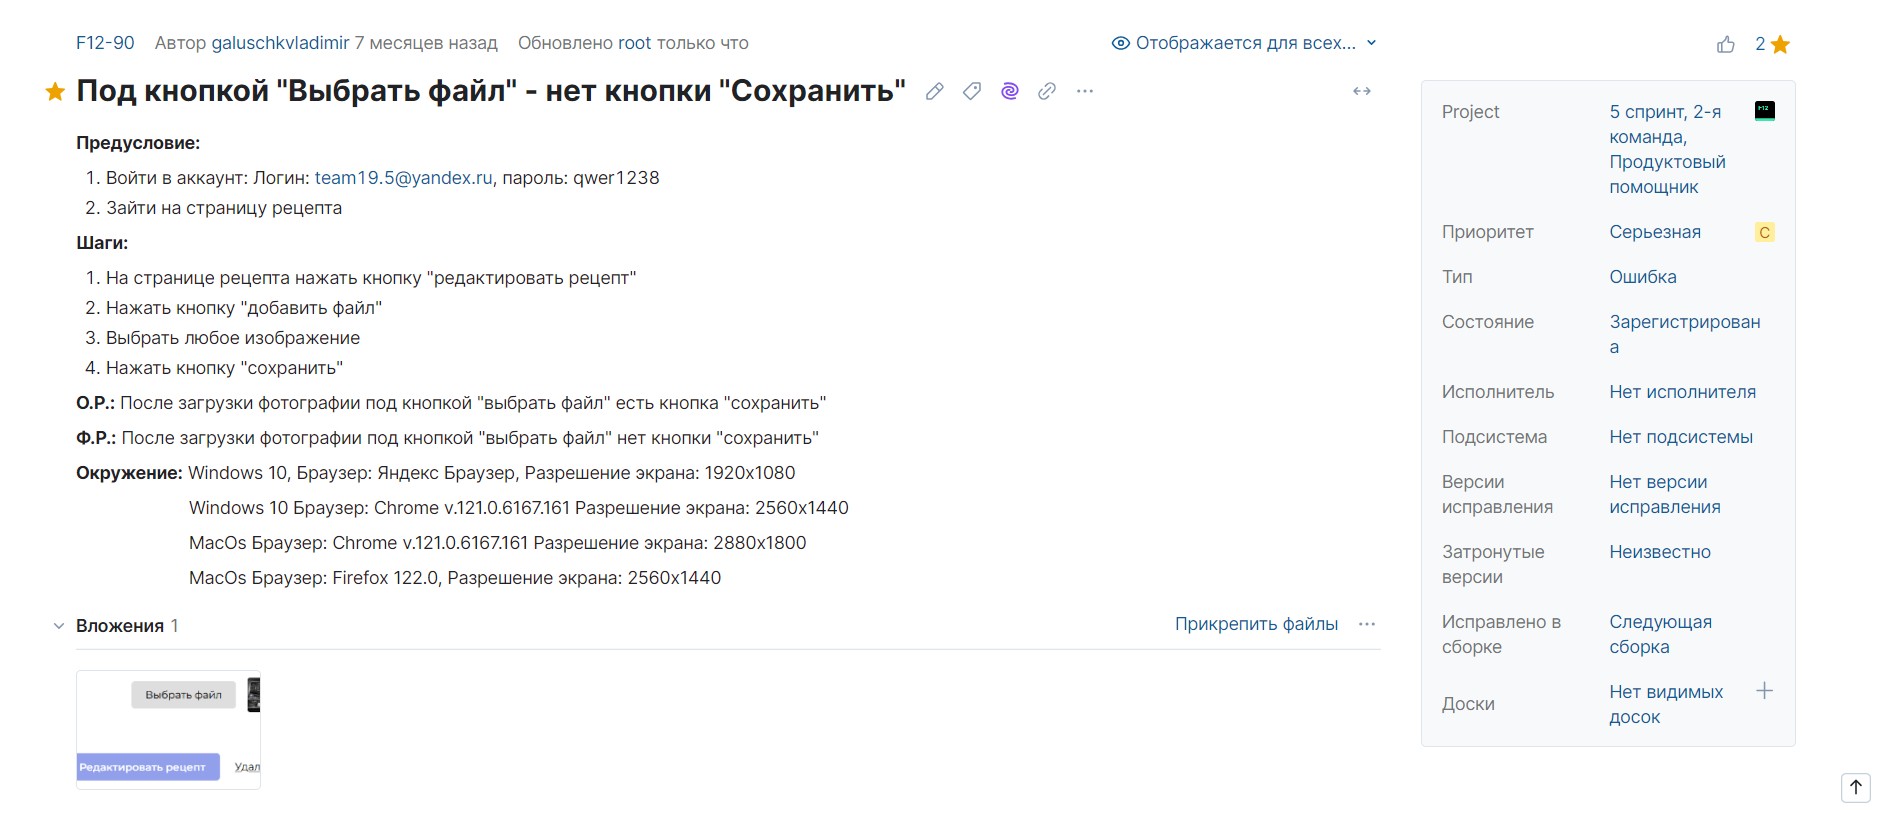 F12-90 Автор galuschkvladimir 7 месяцев назад Обновлено root только что
Отображается для всех...
2
Под кнопкой "Выбрать файл" - нет кнопки "Сохранить"
Предусловие:
1. Войти в аккаунт: Логин: team19.5@yandex.ru, пароль: qwer1238
2. Зайти на страницу рецепта
Шаги:
1. На странице рецепта нажать кнопку "редактировать рецепт"
2. Нажать кнопку "добавить файл"
3. Выбрать любое изображение
4. Нажать кнопку "сохранить"
О.Р.: После загрузки фотографии под кнопкой "выбрать файл" есть кнопка "сохранить"
Ф.Р.: После загрузки фотографии под кнопкой "выбрать файл" нет кнопки "сохранить"
Окружение: Windows 10, Браузер: Яндекс Браузер, Разрешение экрана: 1920x1080
Windows 10 Браузер: Chrome v.121.0.6167.161 Разрешение экрана: 2560x1440
MacOs Браузер: Chrome v.121.0.6167.161 Разрешение экрана: 2880x1800
MacOs Браузер: Firefox 122.0, Разрешение экрана: 2560x1440
Вложения 1
Прикрепить файлы
Выбрать файл
Редактировать рецепт Удал
Project
5 спринт, 2-я
команда,
Продуктовый
помощник
F12
Приоритет
Серьезная
С
Тип
Ошибка
Состояние
Зарегистрирован
а
Исполнитель
Нет исполнителя
Подсистема
Нет подсистемы
Версии
исправления
Нет версии
исправления
Затронутые
версии
Неизвестно
Исправлено в
сборке
Следующая
сборка
Доски
Нет видимых
досок